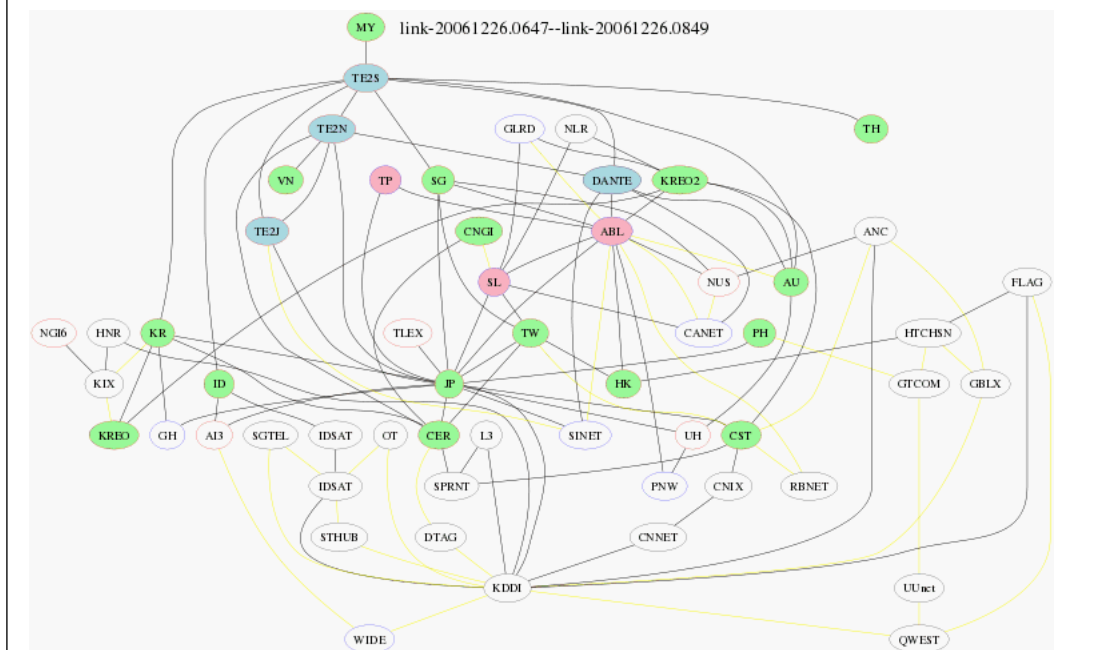 MY link-20061226.0647--link-20061226.0849
TE2S
TE2N GLRD NLR TH
VN TP SG DANTE KREO2
TE2J CNGI ABL ANC
SL NUS AU FLAG
NGI6 HNR KR TLEX TW CANET PH HTCHSN
KIX ID JP HK GTCOM GBLX
KREO GH AI3 SGTEL IDSAT OT CER L3 SINET UH CST
IDSAT SPRNT PNW CNIX RBNET
STHUB DTAG CNNET
KDDI UUnet
WIDE QWEST